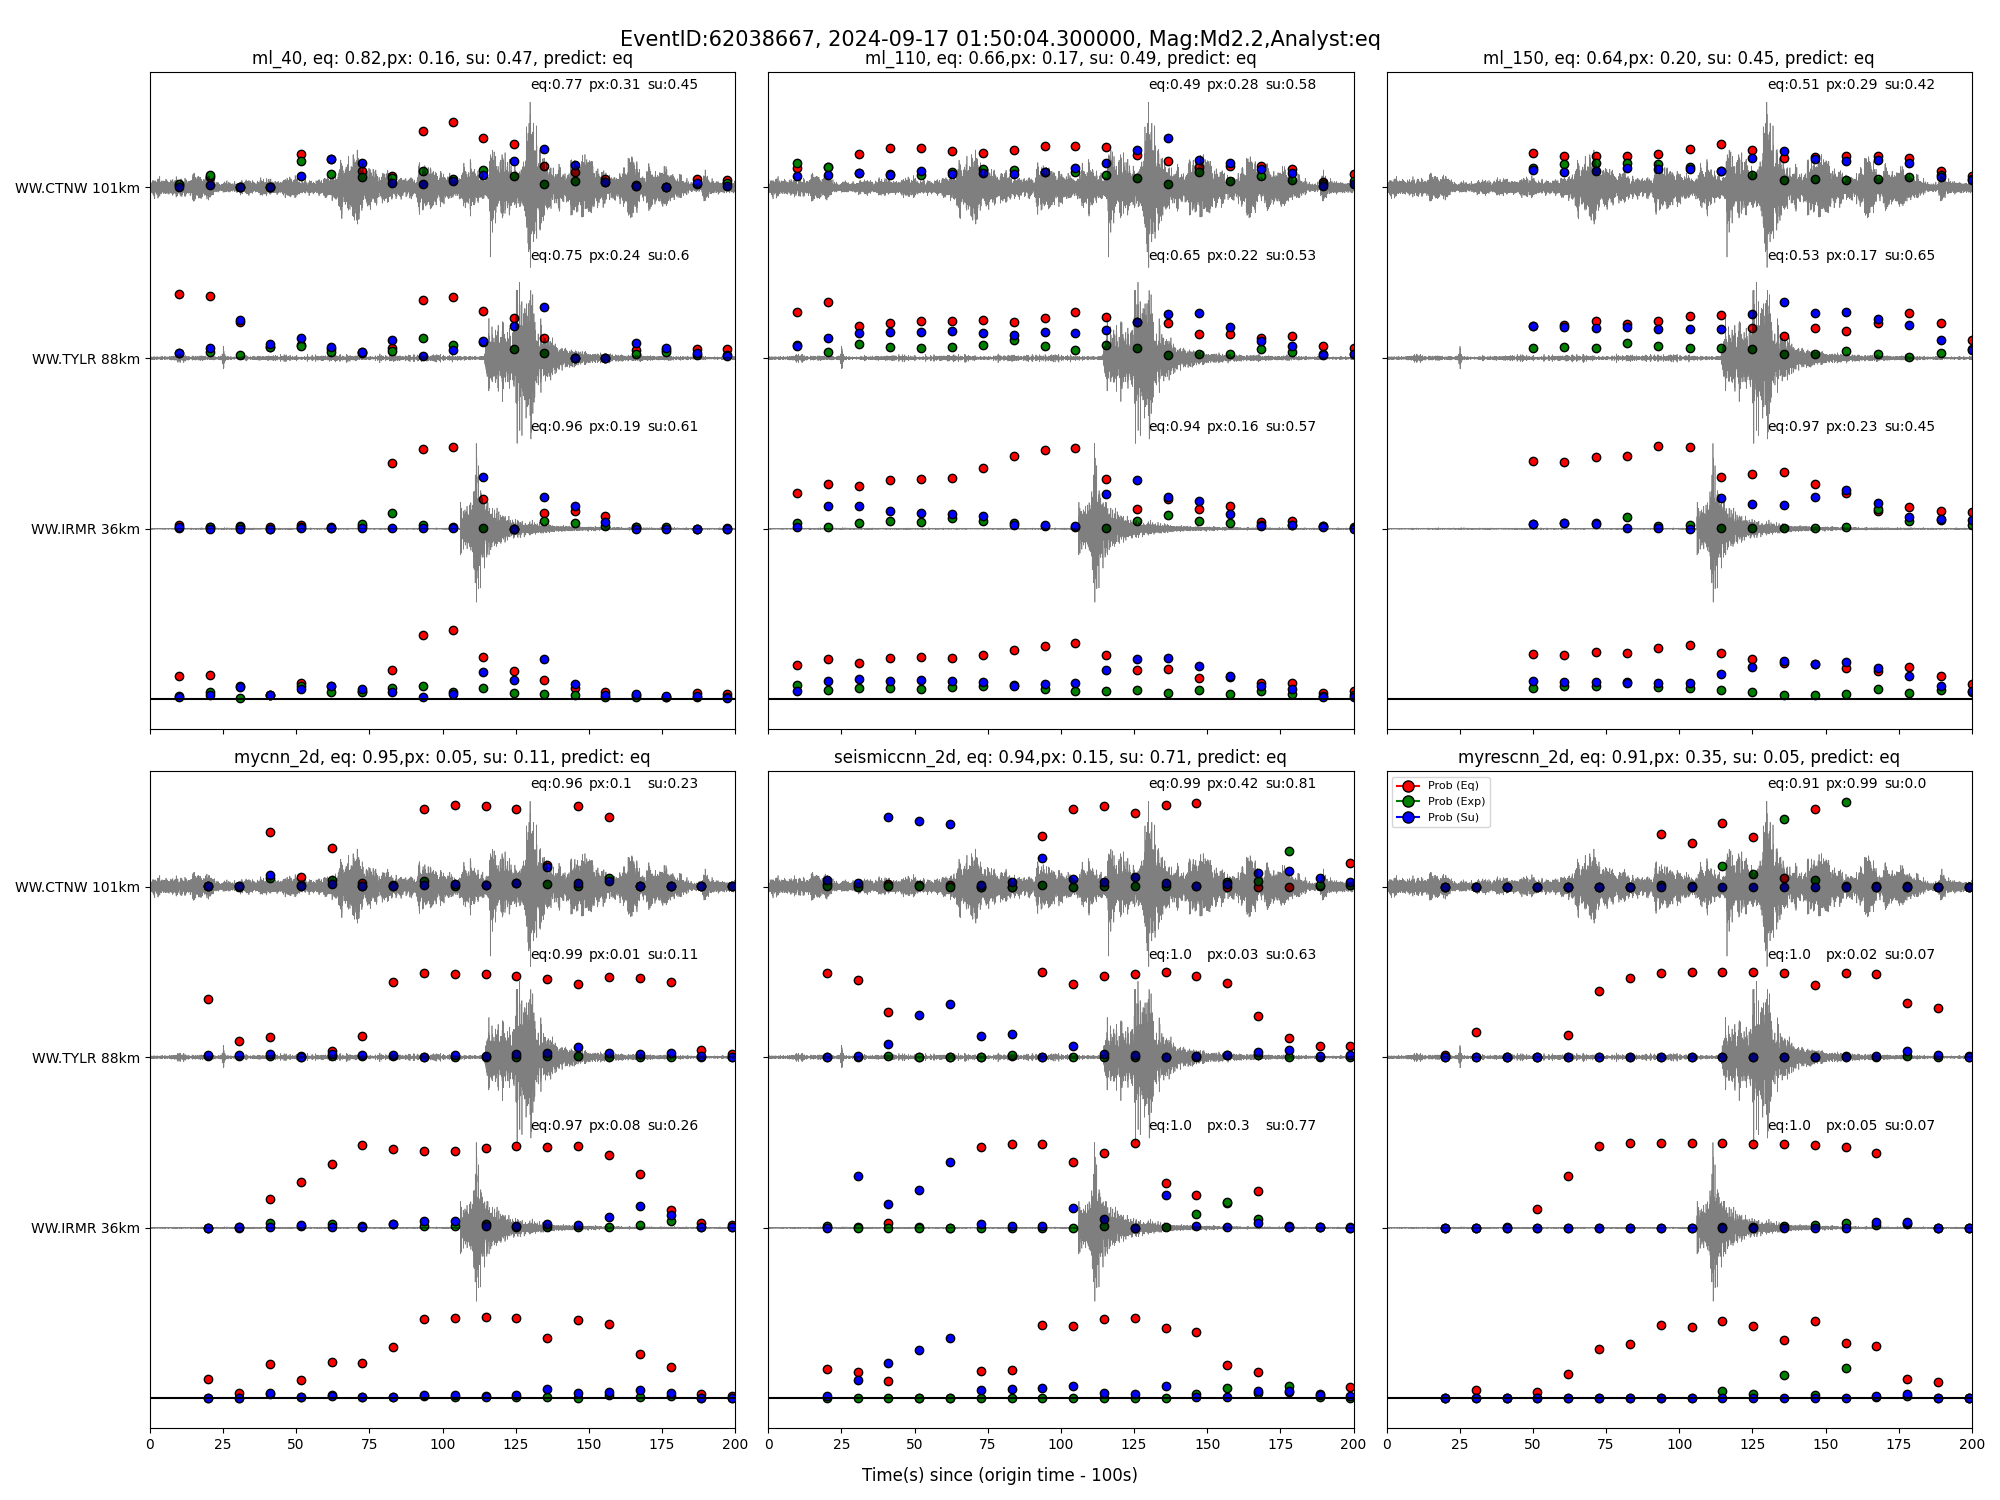 EventID:62038667, 2024-09-17 01:50:04.300000, Mag:Md2.2,Analyst:eq
ml_40, eq: 0.82,px: 0.16, su: 0.47, predict: eq
eq:0.77 px:0.31 su:0.45
WW.CTNW 101km
eq:0.75 px:0.24 su:0.6
WW.TYLR 88km
eq:0.96 px:0.19 su:0.61
WW.IRMR 36km
ml_110, eq: 0.66,px: 0.17, su: 0.49, predict: eq
eq:0.49 px:0.28 su:0.58
eq:0.65 px:0.22 su:0.53
eq:0.94 px:0.16 su:0.57
ml_150, eq: 0.64,px: 0.20, su: 0.45, predict: eq
eq:0.51 px:0.29 su:0.42
eq:0.53 px:0.17 su:0.65
eq:0.97 px:0.23 su:0.45
mycnn_2d, eq: 0.95,px: 0.05, su: 0.11, predict: eq
eq:0.96 px:0.1 su:0.23
WW.CTNW 101km
eq:0.99 px:0.01 su:0.11
WW.TYLR 88km
eq:0.97 px:0.08 su:0.26
WW.IRMR 36km
0 25 50 75 100 125 150 175 200
seismiccnn_2d, eq: 0.94,px: 0.15, su: 0.71, predict: eq
eq:0.99 px:0.42 su:0.81
eq:1.0 px:0.03 su:0.63
eq:1.0 px:0.3 su:0.77
0 25 50 75 100 125 150 175 200
myrescnn_2d, eq: 0.91,px: 0.35, su: 0.05, predict: eq
Prob (Eq)
Prob (Exp)
Prob (Su)
eq:0.91 px:0.99 su:0.0
eq:1.0 px:0.02 su:0.07
eq:1.0 px:0.05 su:0.07
0 25 50 75 100 125 150 175 200
Time(s) since (origin time - 100s)